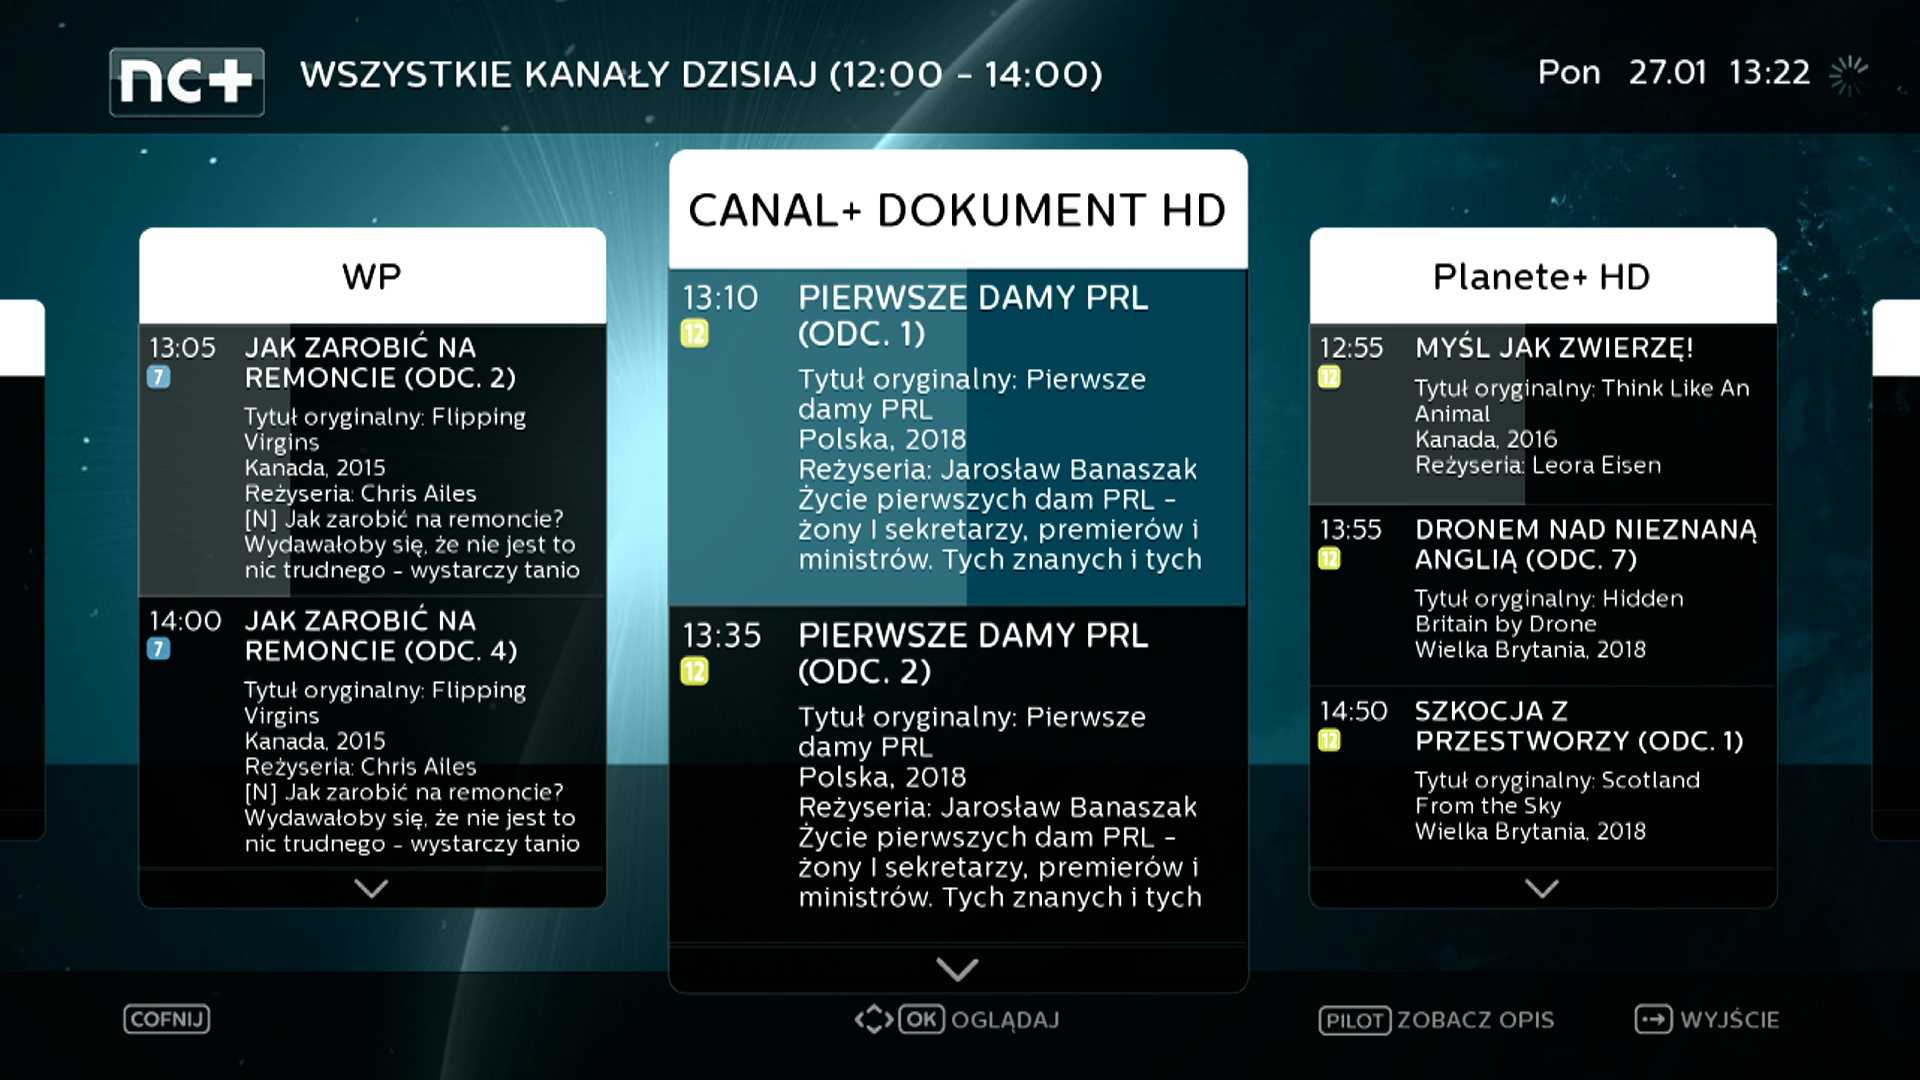 nc+
WSZYSTKIE KANAŁY DZISIAJ (12:00 - 14:00)
Pon 27.01 13:22
WP
13:05 JAK ZAROBIĆ NA
7 REMONCIE (ODC. 2)
Tytuł oryginalny: Flipping
Virgins
Kanada, 2015
Reżyseria: Chris Ailes
[N] Jak zarobić na remoncie?
Wydawałoby się, że nie jest to
nic trudnego - wystarczy tanio
14:00 JAK ZAROBIĆ NA
7 REMONCIE (ODC. 4)
Tytuł oryginalny: Flipping
Virgins
Kanada, 2015
Reżyseria: Chris Ailes
[N] Jak zarobić na remoncie?
Wydawałoby się, że nie jest to
nic trudnego - wystarczy tanio
CANAL+ DOKUMENT HD
13:10 PIERWSZE DAMY PRL
12 (ODC. 1)
Tytuł oryginalny: Pierwsze
damy PRL
Polska, 2018
Reżyseria: Jarosław Banaszak
Życie pierwszych dam PRL -
żony I sekretarzy, premierów i
ministrów. Tych znanych i tych
13:35 PIERWSZE DAMY PRL
12 (ODC. 2)
Tytuł oryginalny: Pierwsze
damy PRL
Polska, 2018
Reżyseria: Jarosław Banaszak
Życie pierwszych dam PRL -
żony I sekretarzy, premierów i
ministrów. Tych znanych i tych
Planete+ HD
12:55 MYŚL JAK ZWIERZĘ!
12
Tytuł oryginalny: Think Like An
Animal
Kanada, 2016
Reżyseria: Leora Eisen
13:55 DRONEM NAD NIEZNANĄ
12 ANGLIĄ (ODC. 7)
Tytuł oryginalny: Hidden
Britain by Drone
Wielka Brytania, 2018
14:50 SZKOCJA Z
12 PRZESTWORZY (ODC. 1)
Tytuł oryginalny: Scotland
From the Sky
Wielka Brytania, 2018
COFNIJ
OK OGLĄDAJ
PILOT ZOBACZ OPIS
WYJŚCIE